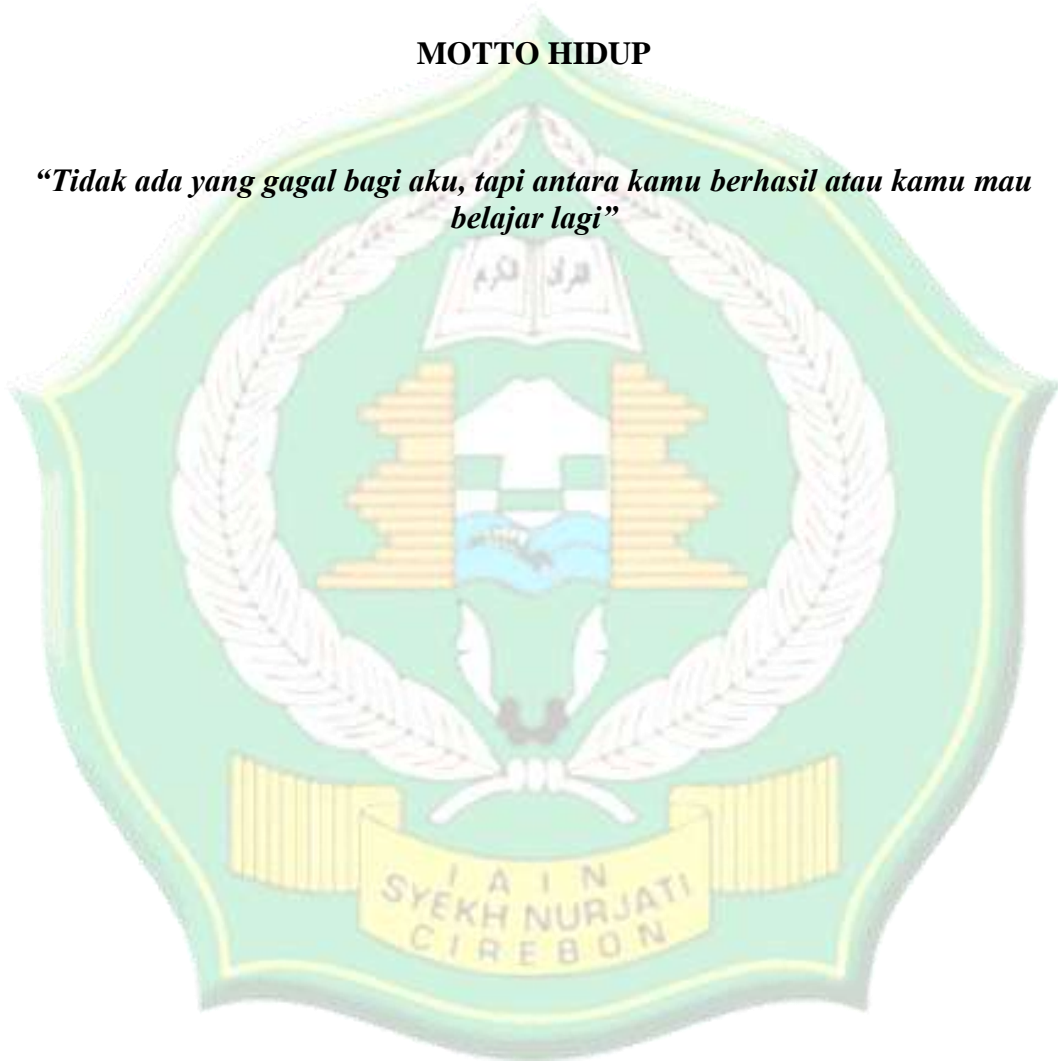 MOTTO HIDUP
“Tidak ada yang gagal bagi aku, tapi antara kamu berhasil atau kamu mau
belajar lagi”
القرآن الكريم
I A I N
SYEKH NURJATI
CIREBON